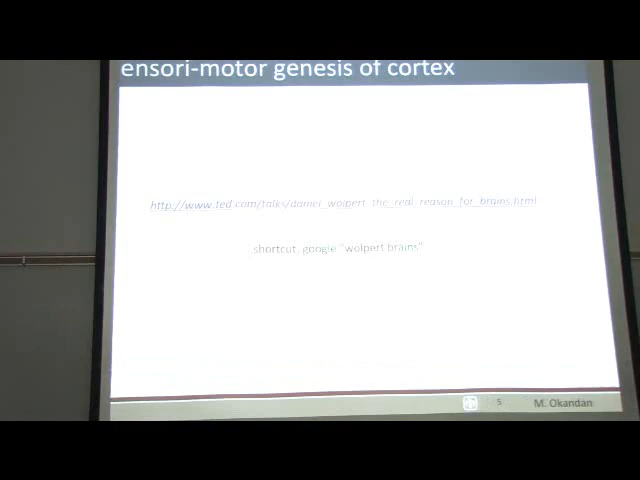 ensori-motor genesis of cortex
http://www.ted.com/talks/daniel_wolpert_the_real_reason_for_brains.html
shortcut, google "wolpert brains"
5
M. Okandan